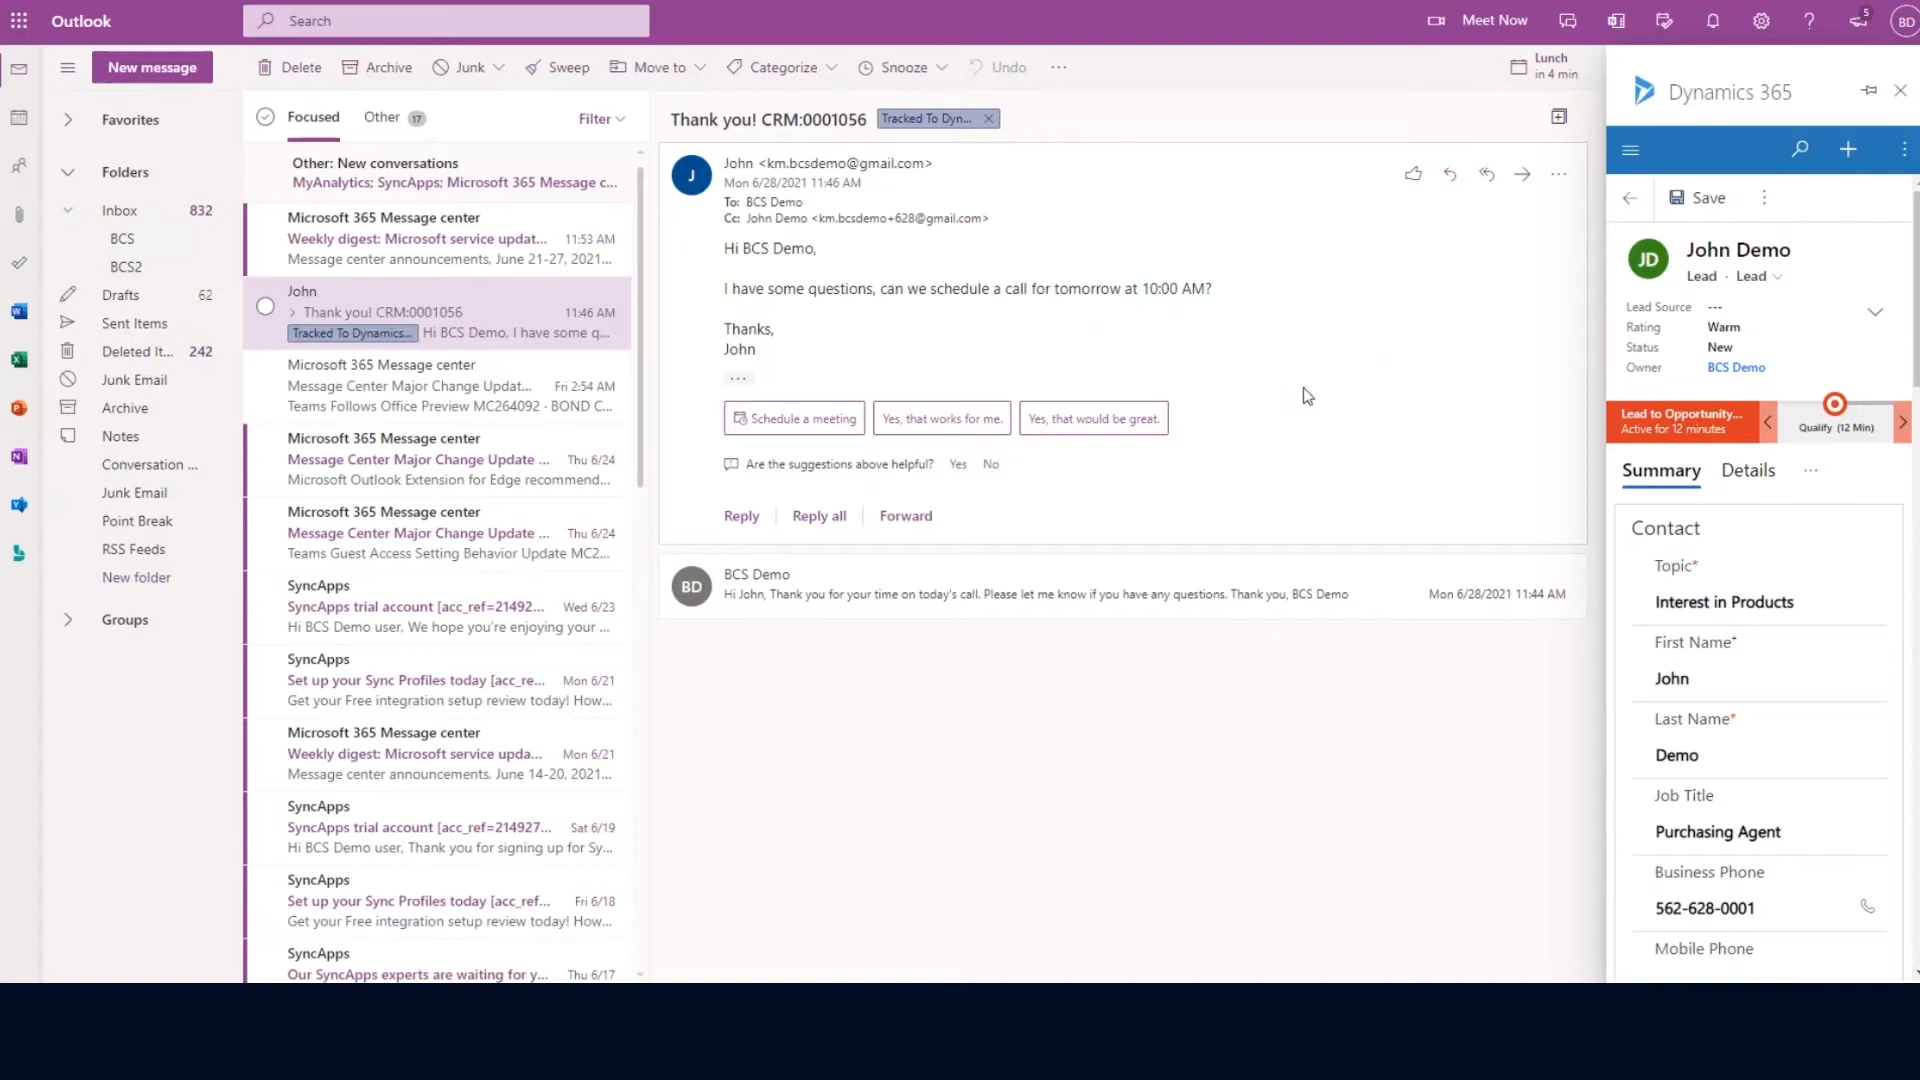 Outlook
Search
Meet Now
5
BD
New message
Delete
Archive
Junk
Sweep
Move to
Categorize
Snooze
Undo
Lunch
in 4 min
Favorites
Folders
Inbox 832
BCS
BCS2
Drafts 62
Sent Items
Deleted It... 242
Junk Email
Archive
Notes
Conversation ...
Junk Email
Point Break
RSS Feeds
New folder
Groups
Focused Other 17 Filter
Other: New conversations
MyAnalytics; SyncApps; Microsoft 365 Message c...
Microsoft 365 Message center
Weekly digest: Microsoft service updat... 11:53 AM
Message center announcements, June 21-27, 2021...
John
Thank you! CRM:0001056 11:46 AM
Tracked To Dynamics... Hi BCS Demo, I have some q...
Microsoft 365 Message center
Message Center Major Change Updat... Fri 2:54 AM
Teams Follows Office Preview MC264092 · BOND C...
Microsoft 365 Message center
Message Center Major Change Update ... Thu 6/24
Microsoft Outlook Extension for Edge recommend...
Microsoft 365 Message center
Message Center Major Change Update ... Thu 6/24
Teams Guest Access Setting Behavior Update MC2...
SyncApps
SyncApps trial account [acc_ref=21492... Wed 6/23
Hi BCS Demo user, We hope you're enjoying your ...
SyncApps
Set up your Sync Profiles today [acc_re... Mon 6/21
Get your Free integration setup review today! How...
Microsoft 365 Message center
Weekly digest: Microsoft service upda... Mon 6/21
Message center announcements, June 14-20, 2021...
SyncApps
SyncApps trial account [acc_ref=214927... Sat 6/19
Hi BCS Demo user, Thank you for signing up for Sy...
SyncApps
Set up your Sync Profiles today [acc_ref... Fri 6/18
Get your Free integration setup review today! How...
SyncApps
Our SyncApps experts are waiting for y... Thu 6/17
Thank you! CRM:0001056 Tracked To Dyn...
J
John <km.bcsdemo@gmail.com>
Mon 6/28/2021 11:46 AM
To: BCS Demo
Cc: John Demo <km.bcsdemo+628@gmail.com>
Hi BCS Demo,
I have some questions, can we schedule a call for tomorrow at 10:00 AM?
Thanks,
John
...
Schedule a meeting
Yes, that works for me.
Yes, that would be great.
Are the suggestions above helpful? Yes No
Reply Reply all Forward
BD
BCS Demo
Hi John, Thank you for your time on today's call. Please let me know if you have any questions. Thank you, BCS Demo Mon 6/28/2021 11:44 AM
Dynamics 365
Save
JD
John Demo
Lead · Lead
Lead Source ---
Rating Warm
Status New
Owner BCS Demo
Lead to Opportunity...
Active for 12 minutes
Qualify (12 Min)
Summary Details ...
Contact
Topic*
Interest in Products
First Name+
John
Last Name*
Demo
Job Title
Purchasing Agent
Business Phone
562-628-0001
Mobile Phone